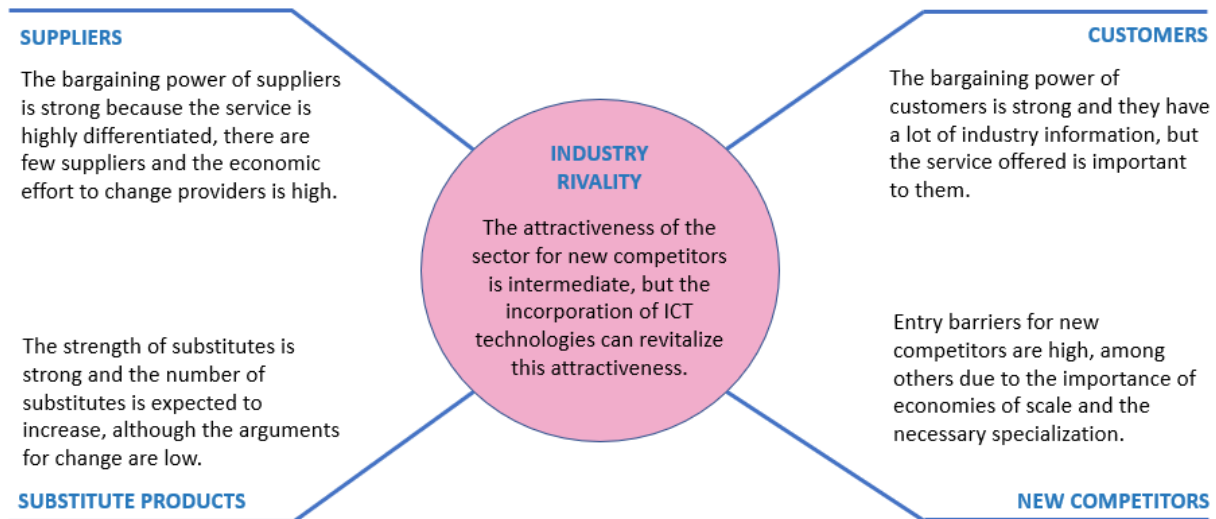 SUPPLIERS
The bargaining power of suppliers
is strong because the service is
highly differentiated, there are
few suppliers and the economic
effort to change providers is high.
CUSTOMERS
The bargaining power of
customers is strong and they have
a lot of industry information, but
the service offered is important
to them.
INDUSTRY
RIVALITY
The attractiveness of the
sector for new competitors
is intermediate, but the
incorporation of ICT
technologies can revitalize
this attractiveness.
The strength of substitutes is
strong and the number of
substitutes is expected to
increase, although the arguments
for change are low.
SUBSTITUTE PRODUCTS
Entry barriers for new
competitors are high, among
others due to the importance of
economies of scale and the
necessary specialization.
NEW COMPETITORS